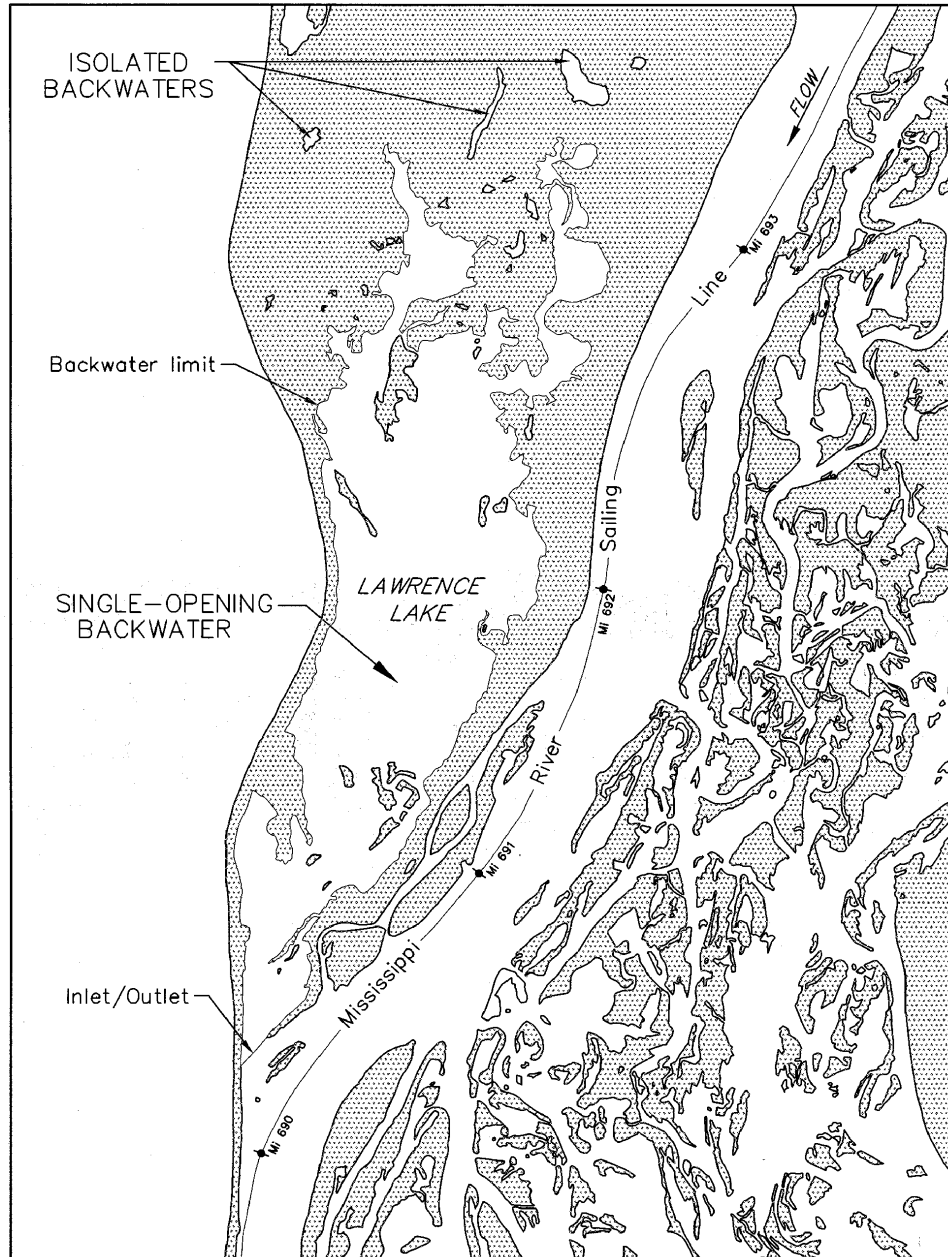 ISOLATED
BACKWATERS
FLOW
Mi 693
Line
Backwater limit
Sailing
LAWRENCE
LAKE
Mi 692
SINGLE-OPENING
BACKWATER
River
Mi 691
Mississippi
Inlet/Outlet
Mi 690